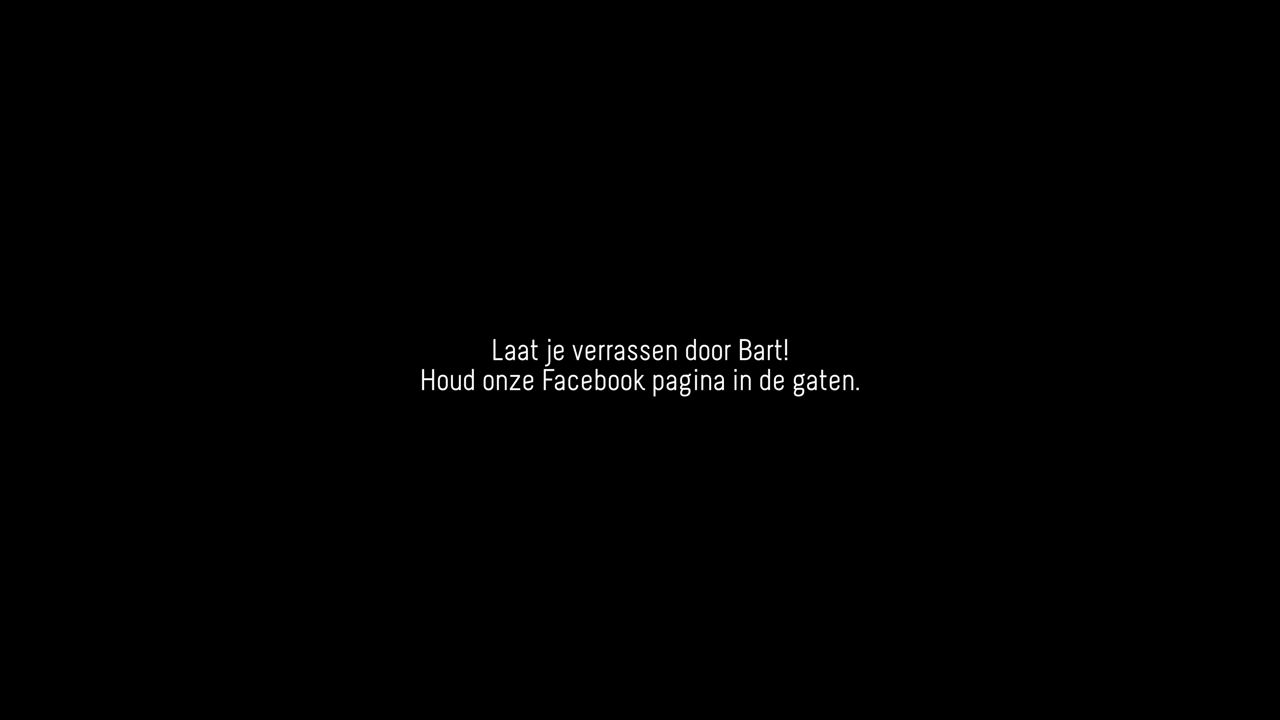 Laat je verrassen door Bart!
Houd onze Facebook pagina in de gaten.